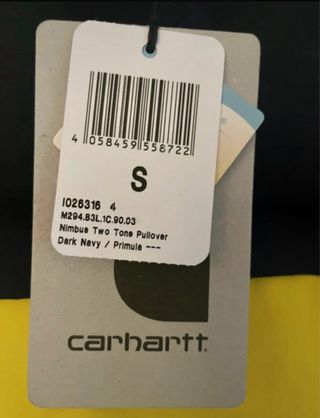 4 058459 558722
S
I026316 4
M294.83L.1C.90.03
Nimbus Two Tone Pullover
Dark Navy / Primula ---
carhartt